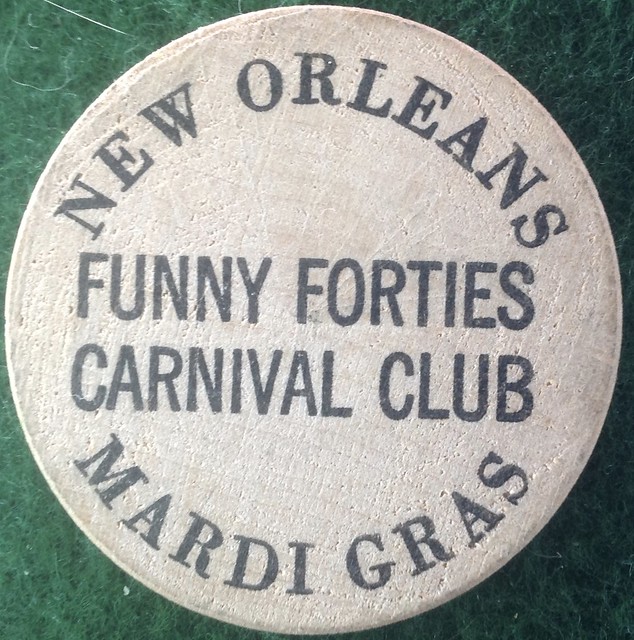 NEW ORLEANS
FUNNY FORTIES
CARNIVAL CLUB
MARDI GRAS